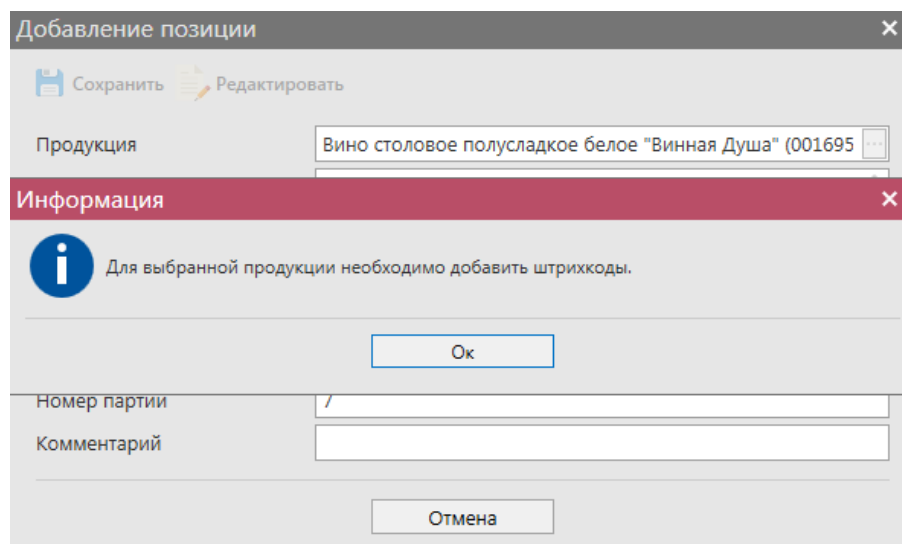 Добавление позиции
Сохранить Редактировать
Продукция Вино столовое полусладкое белое "Винная Душа" (001695 ...
Информация
Для выбранной продукции необходимо добавить штрихкоды.
Ок
Номер партии 7
Комментарий
Отмена